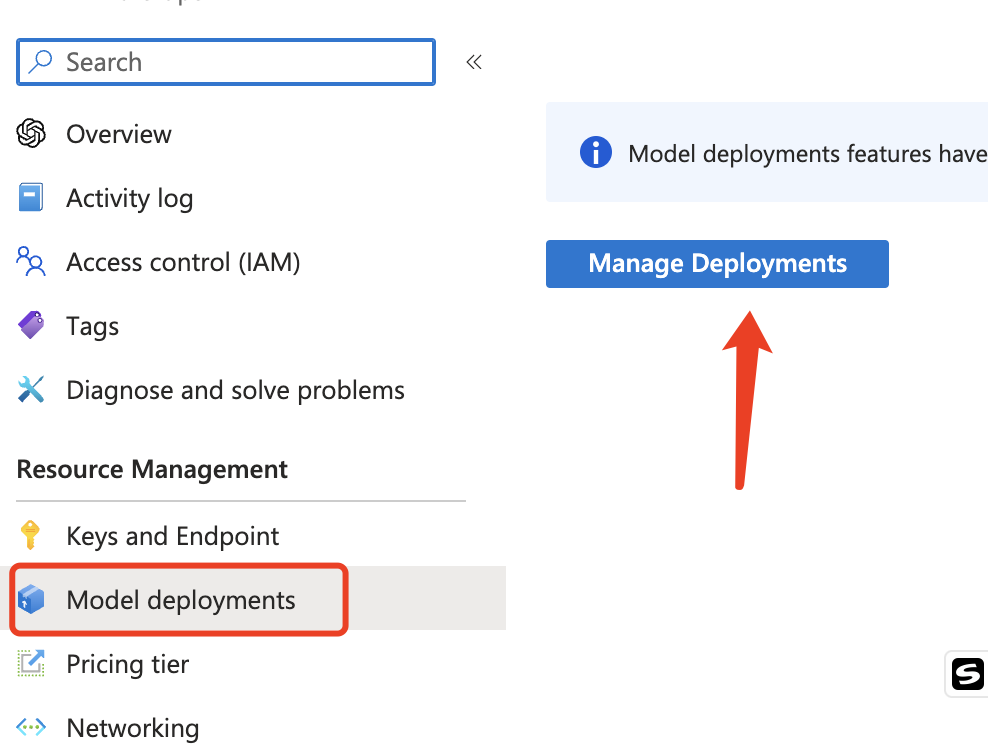 Search
Overview
Activity log
Access control (IAM)
Tags
Diagnose and solve problems
Resource Management
Keys and Endpoint
Model deployments
Pricing tier
Networking
Model deployments features have
Manage Deployments